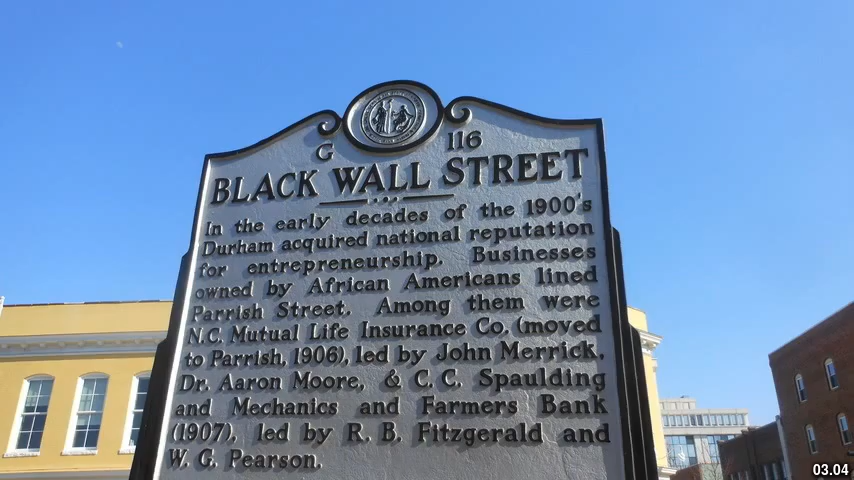 G 116
BLACK WALL STREET
In the early decades of the 1900's
Durham acquired national reputation
for entrepreneurship. Businesses
owned by African Americans lined
Parrish Street. Among them were
N.C. Mutual Life Insurance Co. (moved
to Parrish, 1906), led by John Merrick,
Dr. Aaron Moore, & C. C. Spaulding
and Mechanics and Farmers Bank
(1907), led by R. B. Fitzgerald and
W. G. Pearson.
03.04